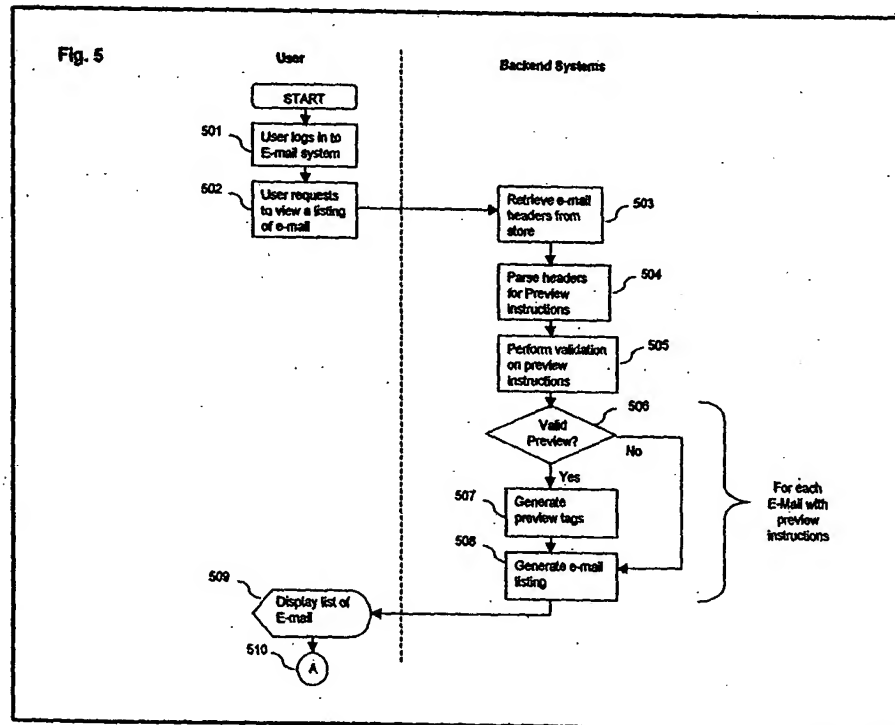 Fig. 5
User
Backend Systems
START
501
User logs in to
E-mail system
502
User requests
to view a listing
of e-mail
Retrieve e-mail
headers from
store
503
Parse headers
for Preview
instructions
504
Perform validation
on preview
instructions
505
506
Valid
Preview?
No
Yes
For each
E-Mail with
preview
instructions
507
Generate
preview tags
508
Generate e-mail
listing
509
Display list of
E-mail
510
A